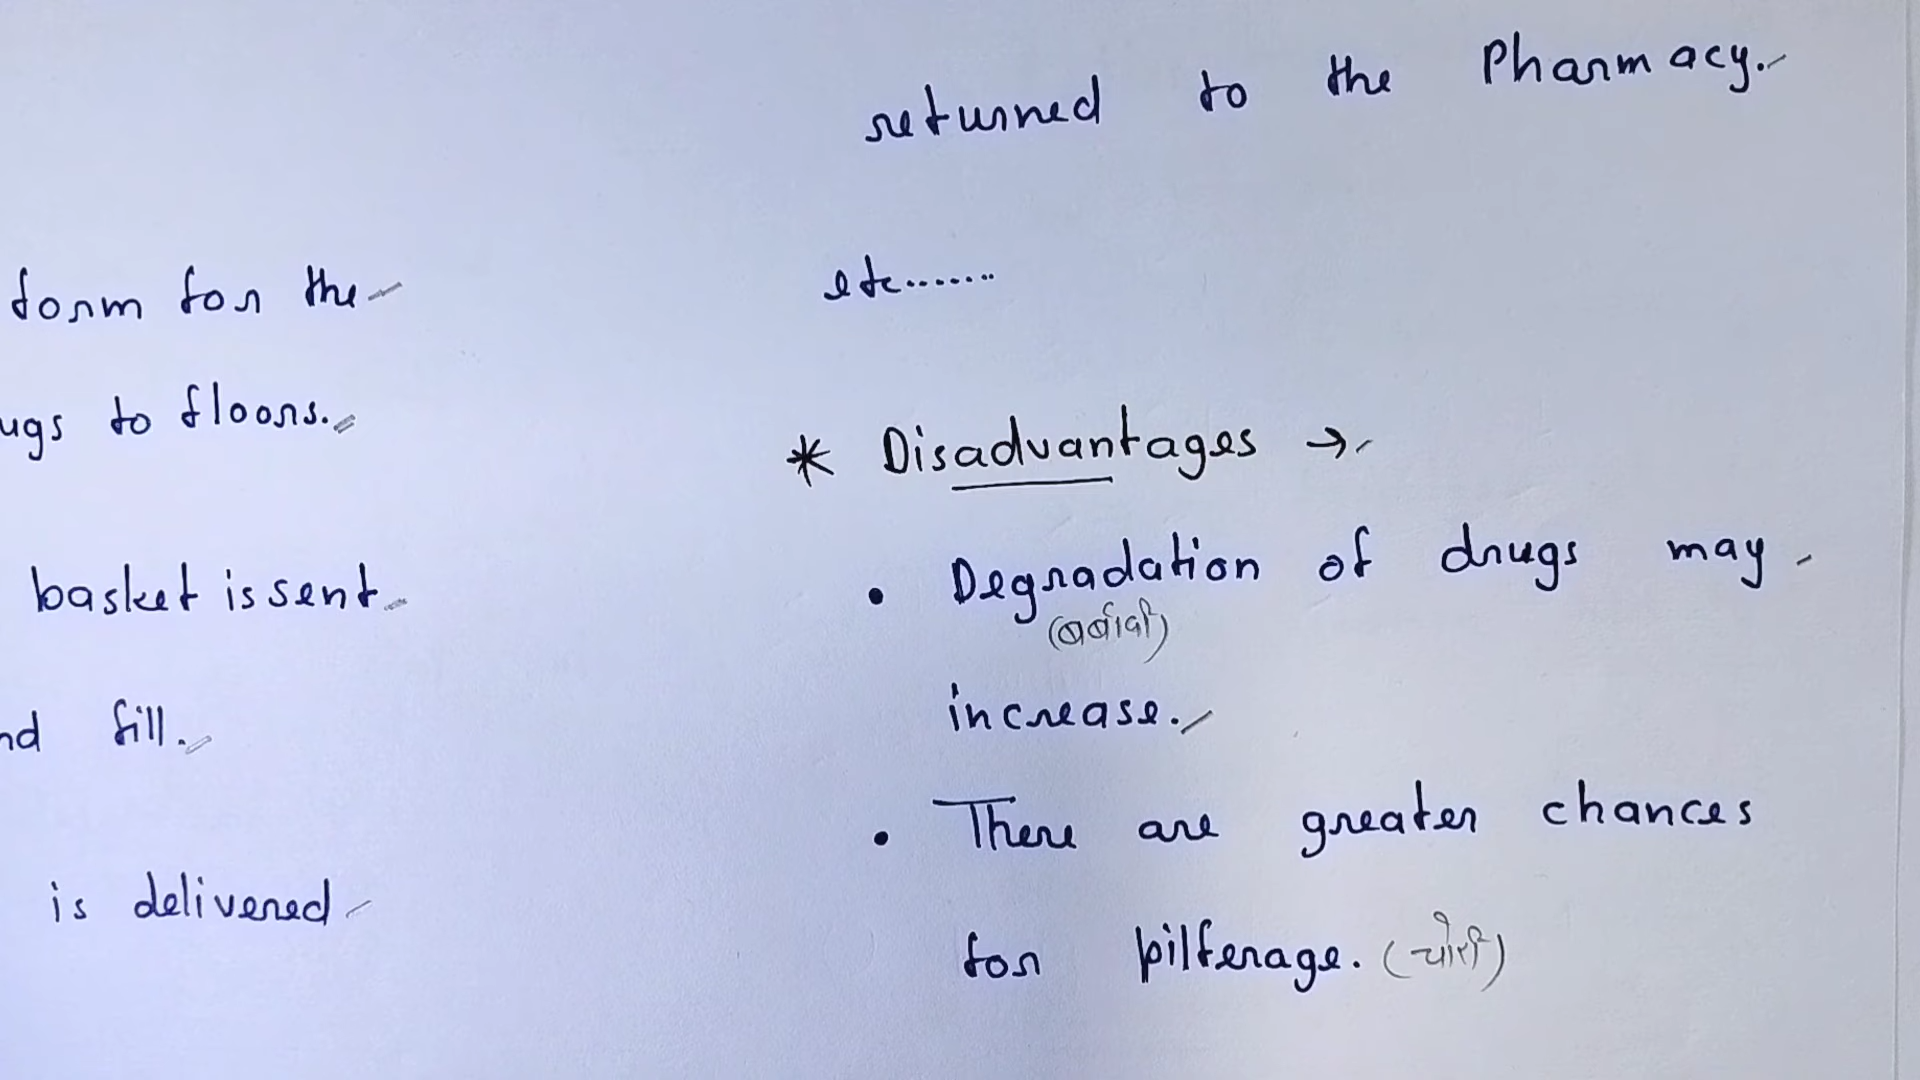 form for the
ugs to floors.
basket is sent
nd fill.
is delivered
returned to the Pharmacy.
etc.......
* Disadvantages →
• Degradation of drugs may
(बर्बादी)
increase.
• There are greater chances
for pilferage. (चोरी)